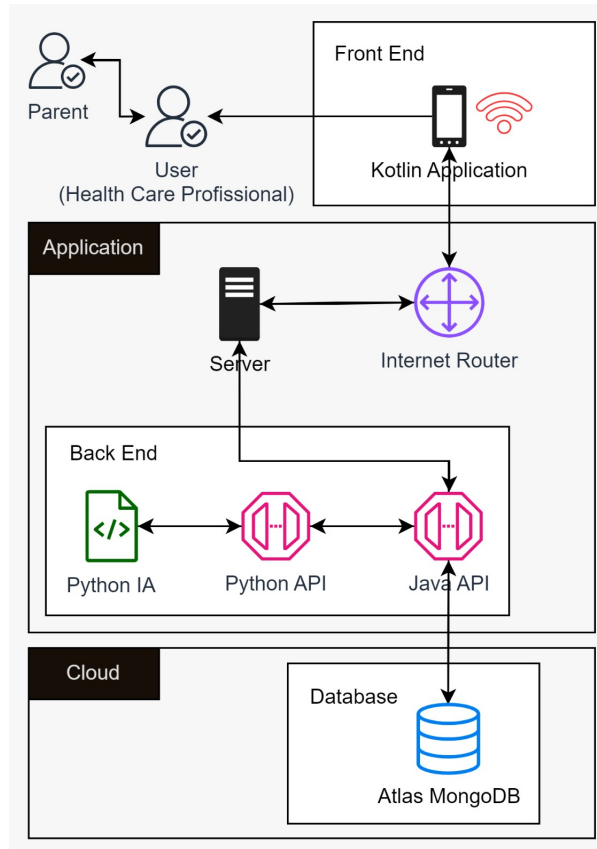 Front End
Parent
User
(Health Care Profissional)
Kotlin Application
Application
Server
Internet Router
Back End
Python IA
Python API
Java API
Cloud
Database
Atlas MongoDB